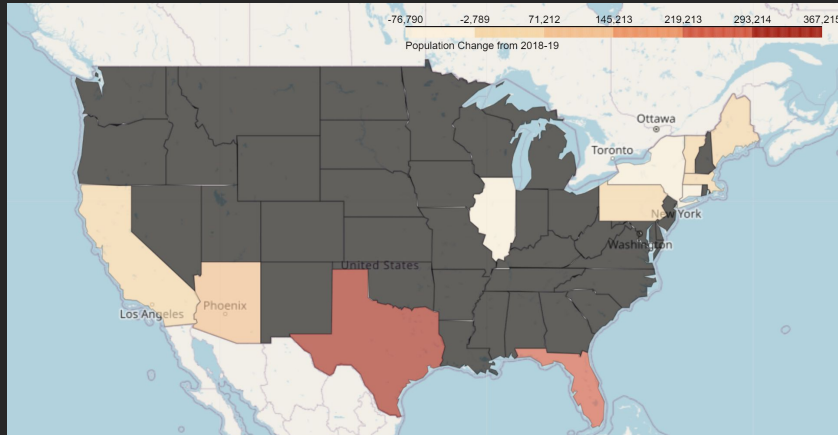 -76,790 -2,789 71,212 145,213 219,213 293,214 367,215
Population Change from 2018-19
Ottawa
Toronto
New York
Washington
United States
Phoenix
Los Angeles